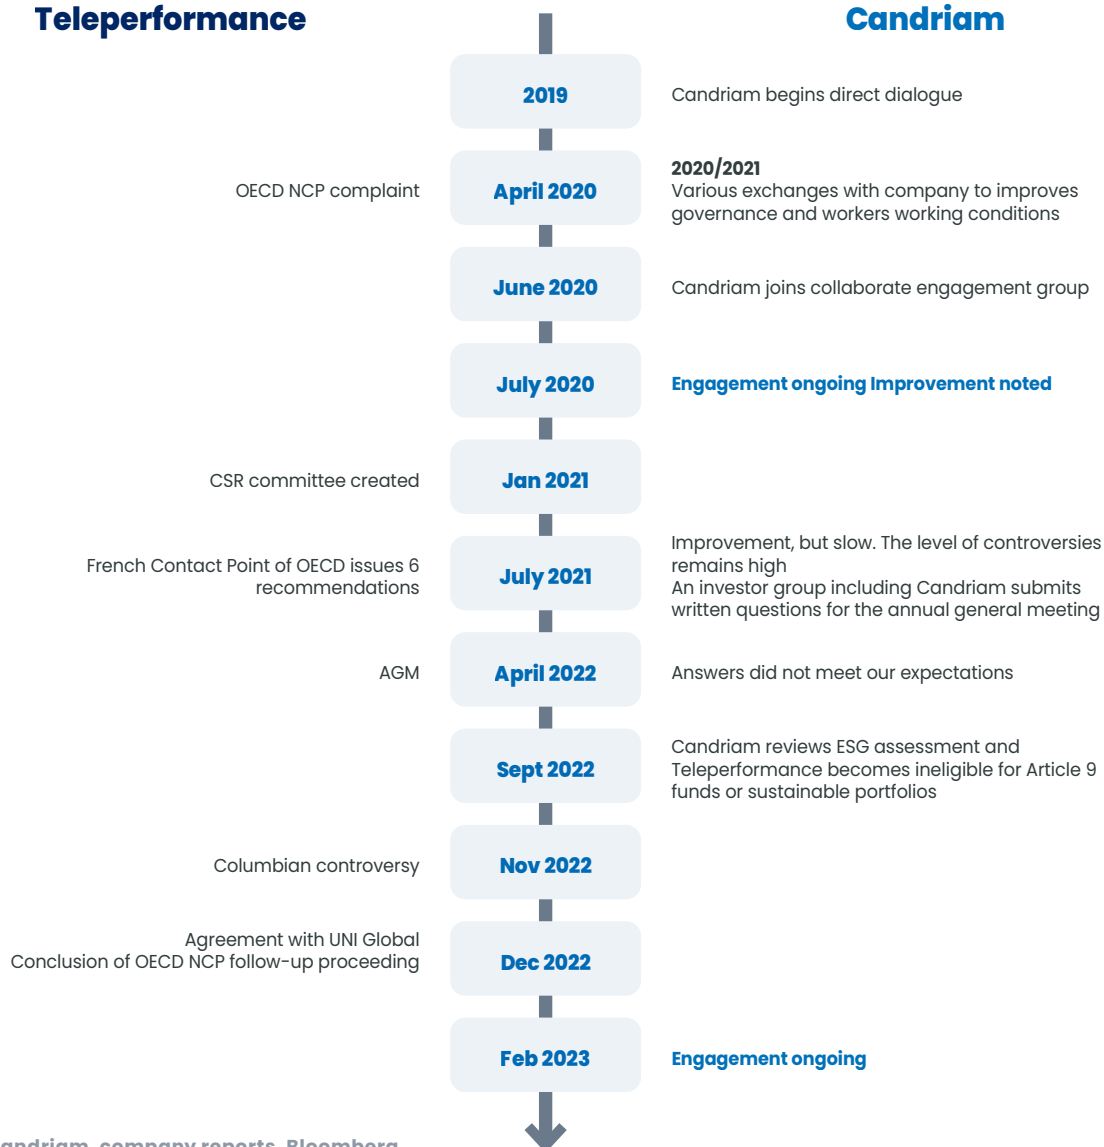 Teleperformance
Candriam
2019
Candriam begins direct dialogue
OECD NCP complaint
April 2020
2020/2021
Various exchanges with company to improves
governance and workers working conditions
June 2020
Candriam joins collaborate engagement group
July 2020
Engagement ongoing Improvement noted
CSR committee created
Jan 2021
French Contact Point of OECD issues 6
recommendations
July 2021
Improvement, but slow. The level of controversies
remains high
An investor group including Candriam submits
written questions for the annual general meeting
AGM
April 2022
Answers did not meet our expectations
Sept 2022
Candriam reviews ESG assessment and
Teleperformance becomes ineligible for Article 9
funds or sustainable portfolios
Columbian controversy
Nov 2022
Agreement with UNI Global
Conclusion of OECD NCP follow-up proceeding
Dec 2022
Feb 2023
Engagement ongoing
andriam, company reports, Bloomberg